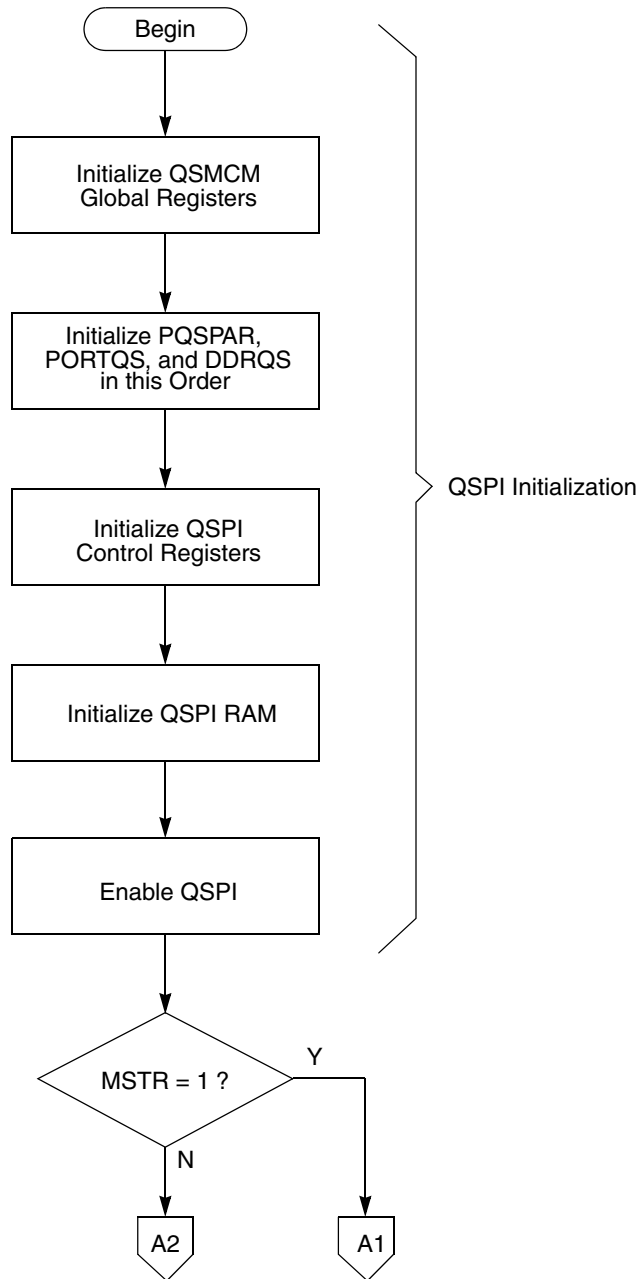 Begin
Initialize QSMCM
Global Registers
Initialize PQSPAR,
PORTQS, and DDRQS
in this Order
QSPI Initialization
Initialize QSPI
Control Registers
Initialize QSPI RAM
Enable QSPI
MSTR = 1 ?
Y
N
A2
A1